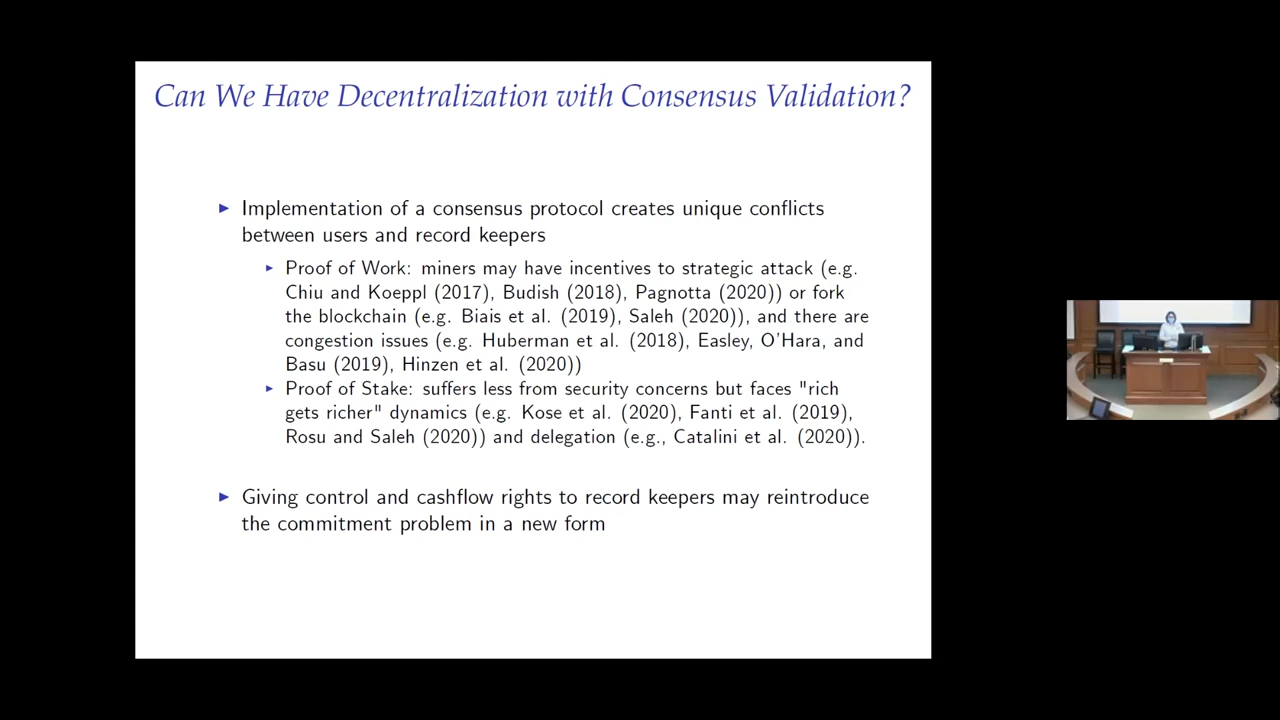 Can We Have Decentralization with Consensus Validation?
Implementation of a consensus protocol creates unique conflicts
between users and record keepers
Proof of Work: miners may have incentives to strategic attack (e.g.
Chiu and Koeppl (2017), Budish (2018), Pagnotta (2020)) or fork
the blockchain (e.g. Biais et al. (2019), Saleh (2020)), and there are
congestion issues (e.g. Huberman et al. (2018), Easley, O'Hara, and
Basu (2019), Hinzen et al. (2020))
Proof of Stake: suffers less from security concerns but faces "rich
gets richer" dynamics (e.g. Kose et al. (2020), Fanti et al. (2019),
Rosu and Saleh (2020)) and delegation (e.g., Catalini et al. (2020)).
Giving control and cashflow rights to record keepers may reintroduce
the commitment problem in a new form